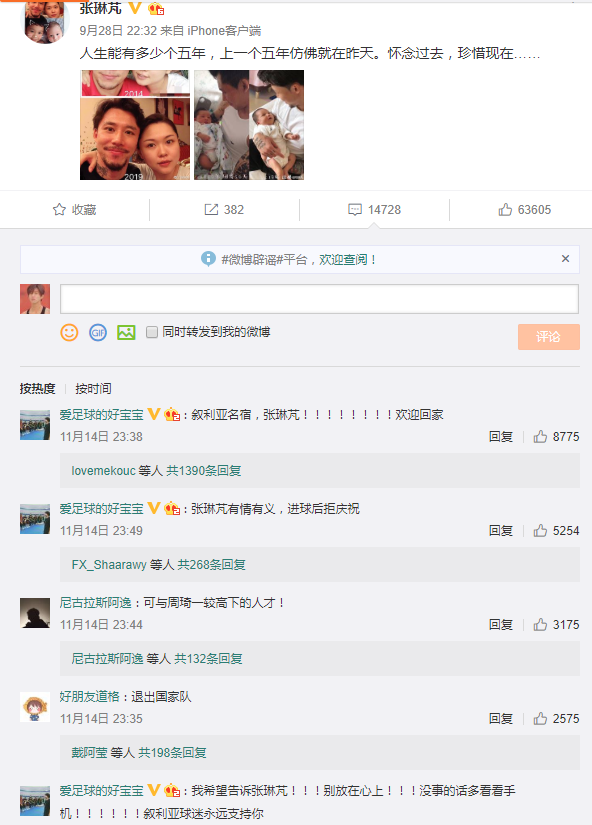 张琳芃
9月28日 22:32 来自 iPhone客户端
人生能有多少个五年，上一个五年仿佛就在昨天。怀念过去，珍惜现在……
2014
2019
收藏
382
14728
63605
#微博辟谣#平台，欢迎查阅！
GIF
同时转发到我的微博
评论
按热度 按时间
爱足球的好宝宝：叙利亚名宿，张琳芃！！！！！！！！欢迎回家
11月14日 23:38 回复 8775
lovemekouc 等人 共1390条回复
爱足球的好宝宝：张琳芃有情有义，进球后拒庆祝
11月14日 23:49 回复 5254
FX_Shaarawy 等人 共268条回复
尼古拉斯阿逸：可与周琦一较高下的人才！
11月14日 23:44 回复 3175
尼古拉斯阿逸 等人 共132条回复
好朋友道格：退出国家队
11月14日 23:35 回复 2575
戴阿莹 等人 共198条回复
爱足球的好宝宝：我希望告诉张琳芃！！！别放在心上！！！没事的话多看看手
机！！！！！！叙利亚球迷永远支持你